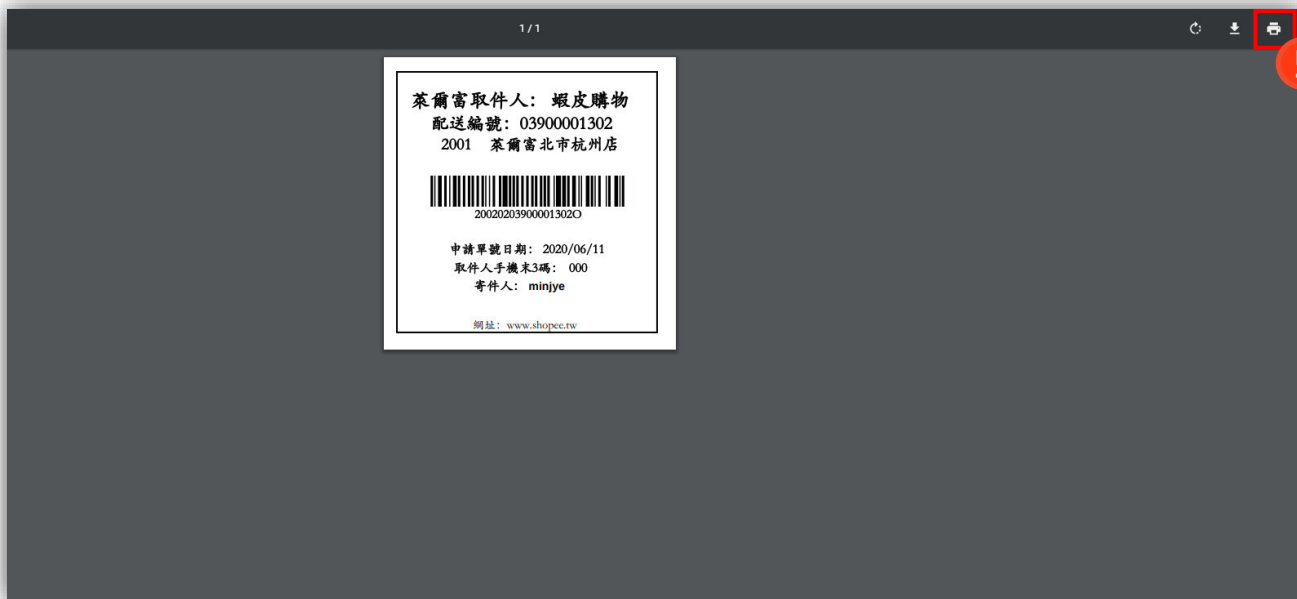 1 / 1
萊爾富取件人: 蝦皮購物
配送編號: 03900001302
2001 萊爾富北市杭州店
20020203900001302O
申請單號日期: 2020/06/11
取件人手機末3碼: 000
寄件人: minjye
網址: www.shopee.tw